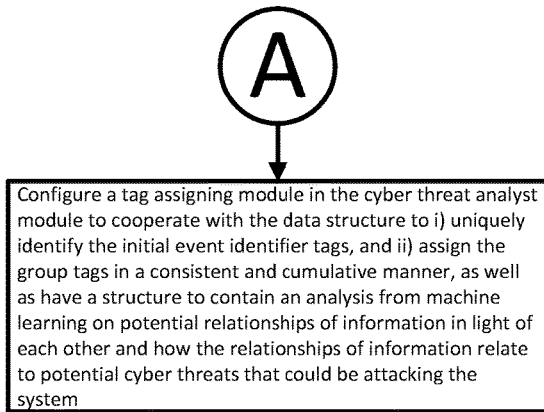 A
Configure a tag assigning module in the cyber threat analyst
module to cooperate with the data structure to i) uniquely
identify the initial event identifier tags, and ii) assign the
group tags in a consistent and cumulative manner, as well
as have a structure to contain an analysis from machine
learning on potential relationships of information in light of
each other and how the relationships of information relate
to potential cyber threats that could be attacking the
system